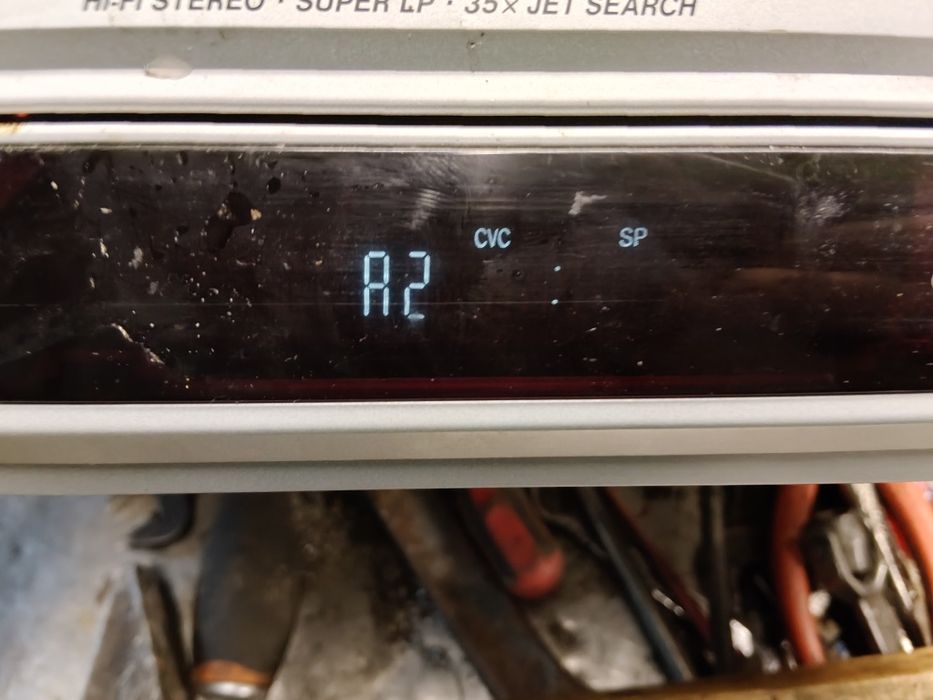 HI-FI STEREO · SUPER LP · 35× JET SEARCH
CVC SP
A2 :